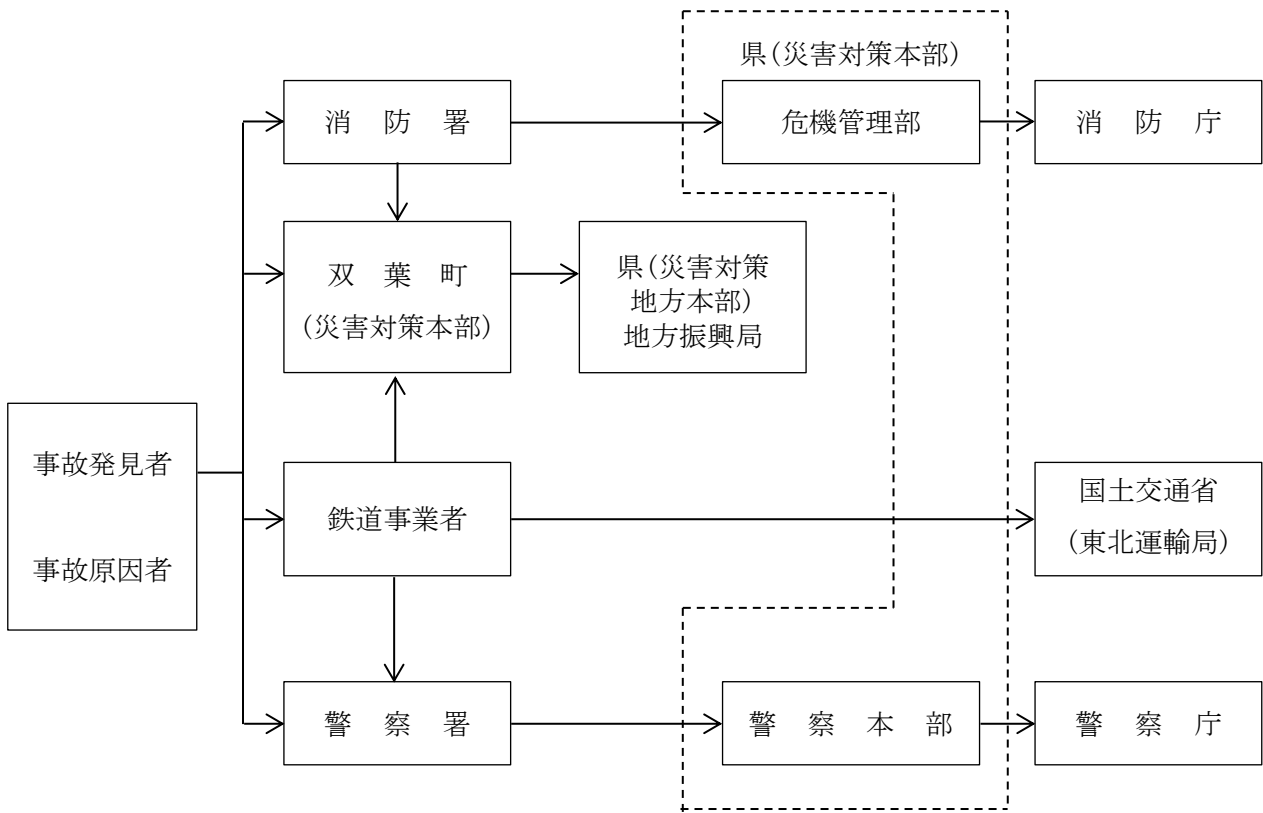 県(災害対策本部)
消防署
危機管理部
消防庁
双葉町
(災害対策本部)
県(災害対策
地方本部)
地方振興局
事故発見者
事故原因者
鉄道事業者
国土交通省
(東北運輸局)
警察署
警察本部
警察庁